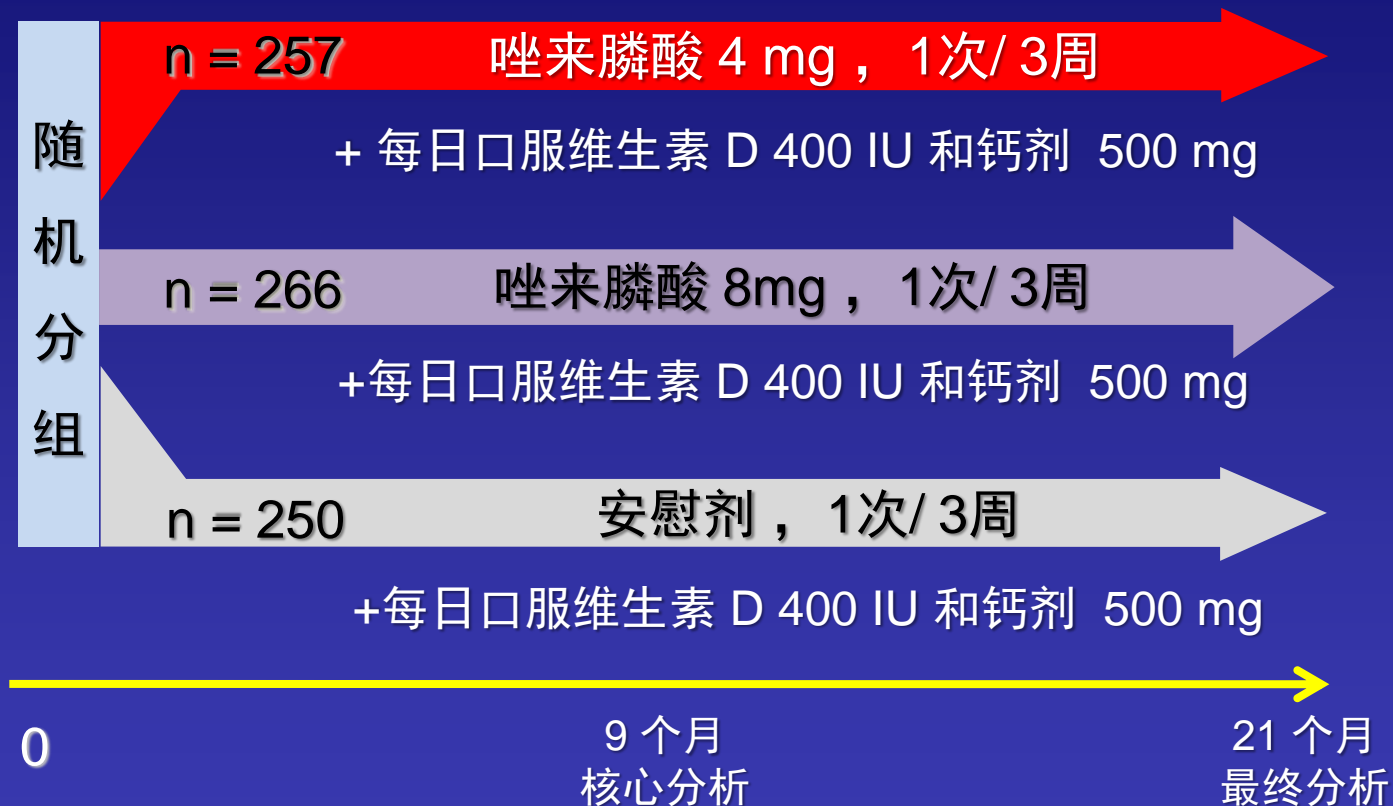 随机分组
n = 257 唑来膦酸 4 mg ，1次/ 3周
+ 每日口服维生素 D 400 IU 和钙剂 500 mg
n = 266 唑来膦酸 8mg ，1次/ 3周
+每日口服维生素 D 400 IU 和钙剂 500 mg
n = 250 安慰剂 ，1次/ 3周
+每日口服维生素 D 400 IU 和钙剂 500 mg
0
9 个月
核心分析
21 个月
最终分析